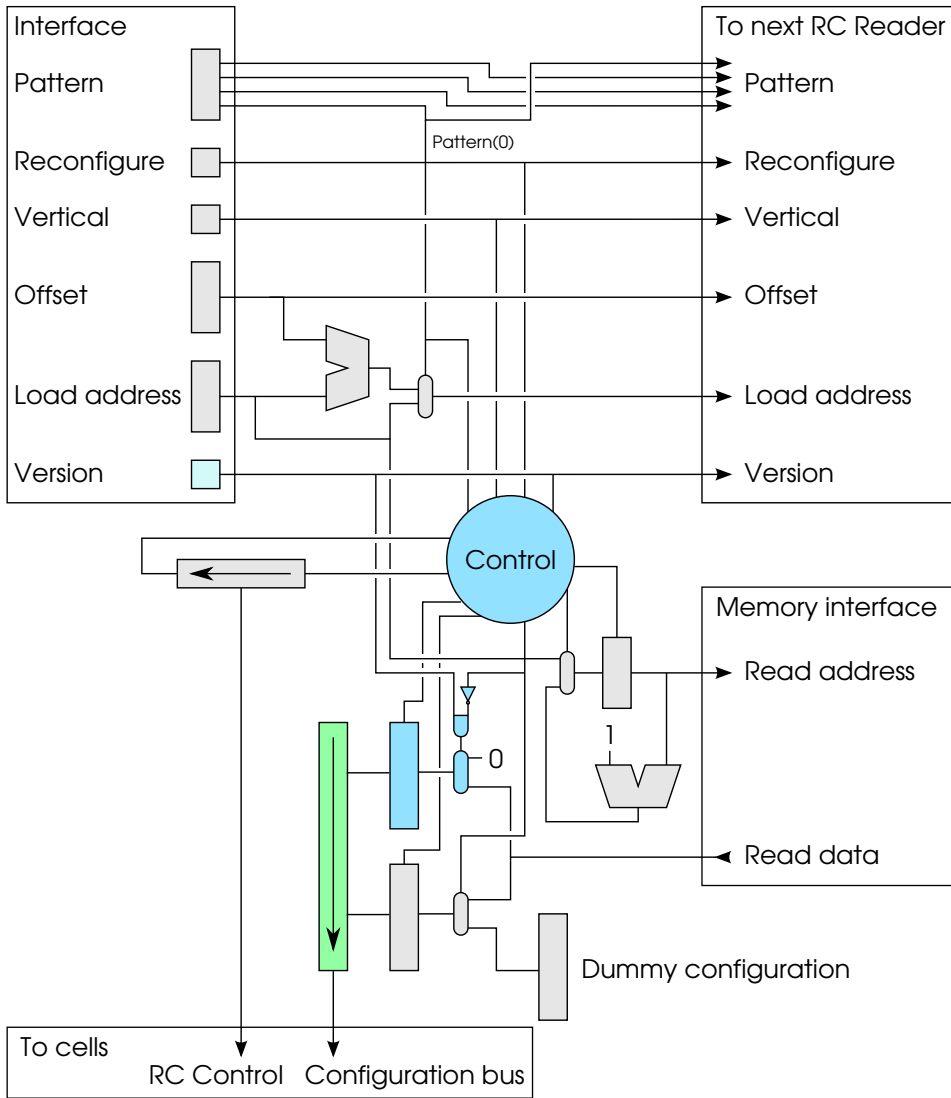 Interface
To next RC Reader
Pattern
Pattern
Pattern(0)
Reconfigure
Reconfigure
Vertical
Vertical
Offset
Offset
Load address
Load address
Version
Version
Control
Memory interface
Read address
1
0
Read data
Dummy configuration
To cells
RC Control
Configuration bus